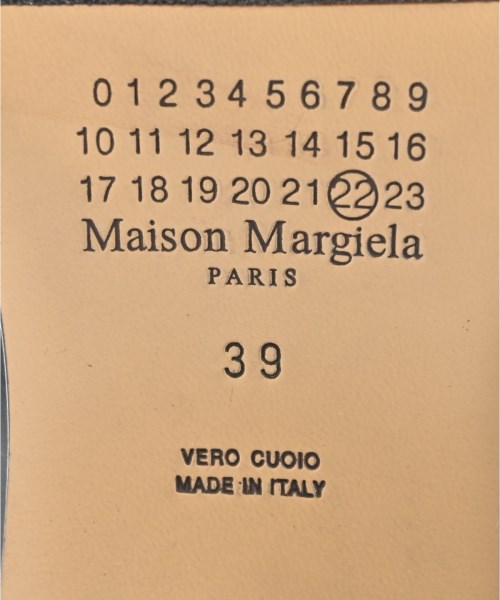 0 1 2 3 4 5 6 7 8 9
10 11 12 13 14 15 16
17 18 19 20 21 22 23
Maison Margiela
PARIS
39
VERO CUOIO
MADE IN ITALY